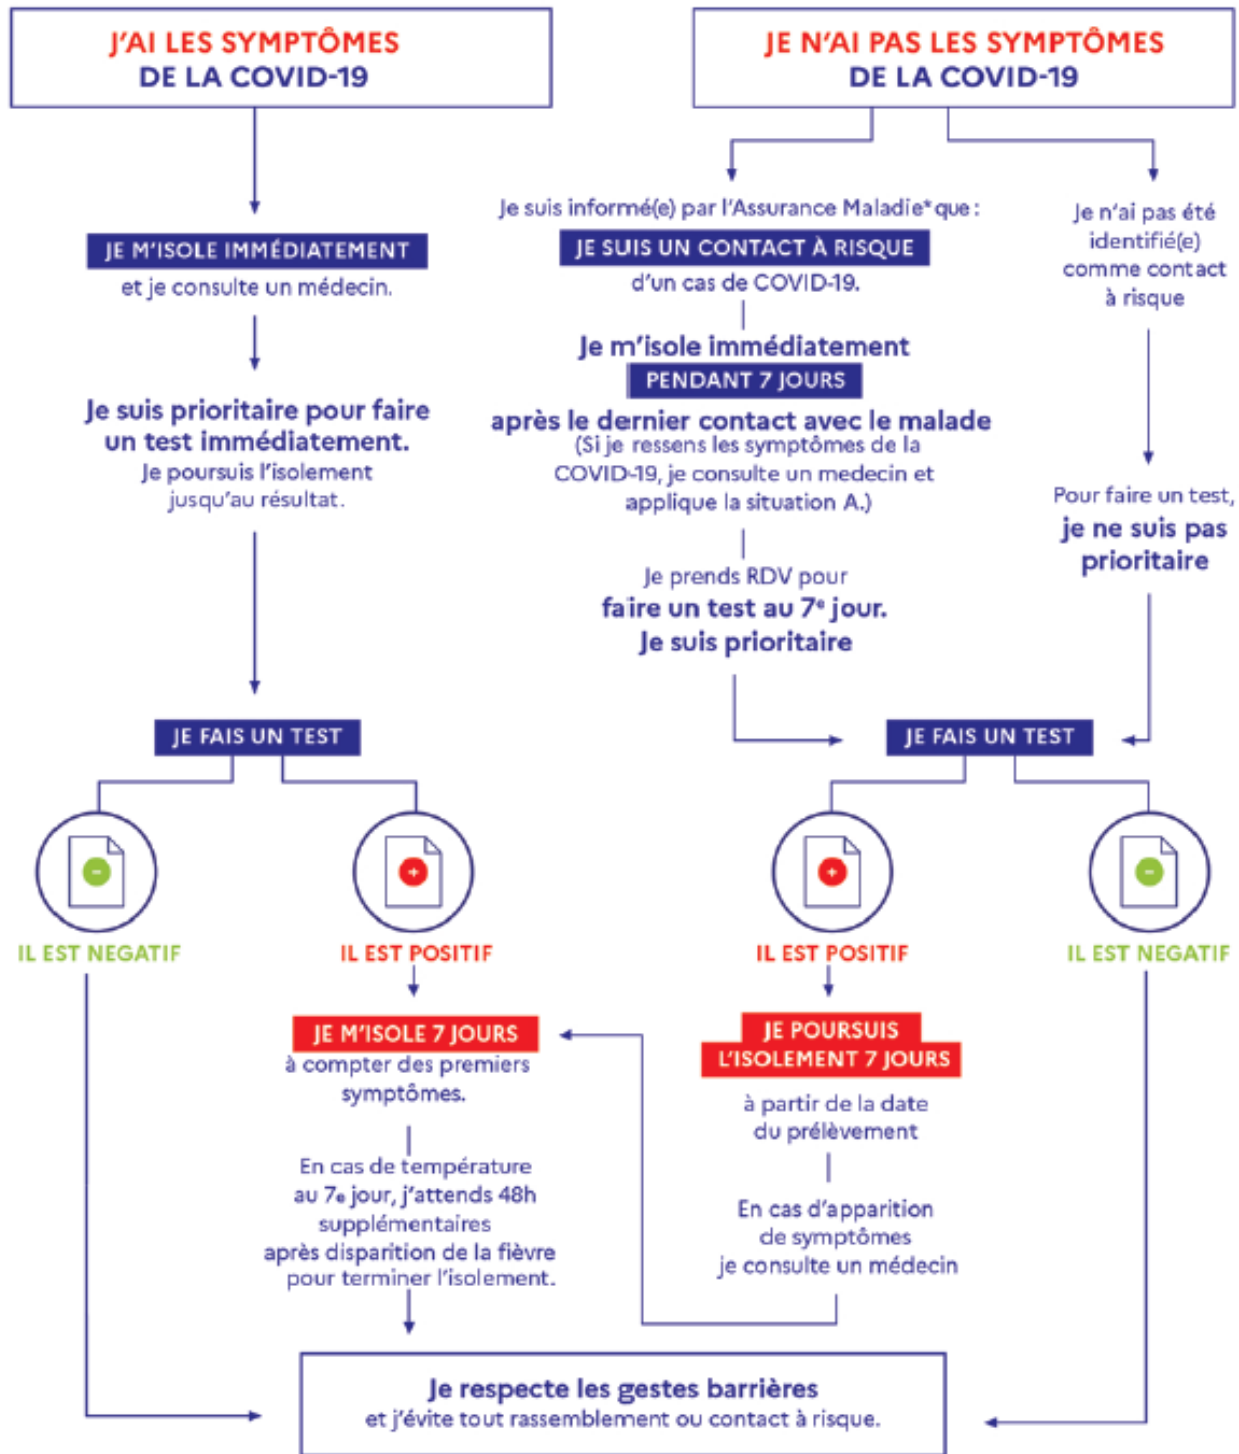 J'AI LES SYMPTÔMES
DE LA COVID-19
JE M'ISOLE IMMÉDIATEMENT
et je consulte un médecin.
Je suis prioritaire pour faire
un test immédiatement.
Je poursuis l'isolement
jusqu'au résultat.
JE FAIS UN TEST
-
+
IL EST NEGATIF
IL EST POSITIF
JE M'ISOLE 7 JOURS
à compter des premiers
symptômes.
En cas de température
au 7e jour, j'attends 48h
supplémentaires
après disparition de la fièvre
pour terminer l'isolement.
JE N'AI PAS LES SYMPTÔMES
DE LA COVID-19
Je suis informé(e) par l'Assurance Maladie* que :
JE SUIS UN CONTACT À RISQUE
d'un cas de COVID-19.
Je m'isole immédiatement
PENDANT 7 JOURS
après le dernier contact avec le malade
(Si je ressens les symptômes de la
COVID-19, je consulte un medecin et
applique la situation A.)
Je prends RDV pour
faire un test au 7e jour.
Je suis prioritaire
Je n'ai pas été
identifié(e)
comme contact
à risque
Pour faire un test,
je ne suis pas
prioritaire
JE FAIS UN TEST
+
-
IL EST POSITIF
IL EST NEGATIF
JE POURSUIS
L'ISOLEMENT 7 JOURS
à partir de la date
du prélèvement
En cas d'apparition
de symptômes
je consulte un médecin
Je respecte les gestes barrières
et j'évite tout rassemblement ou contact à risque.